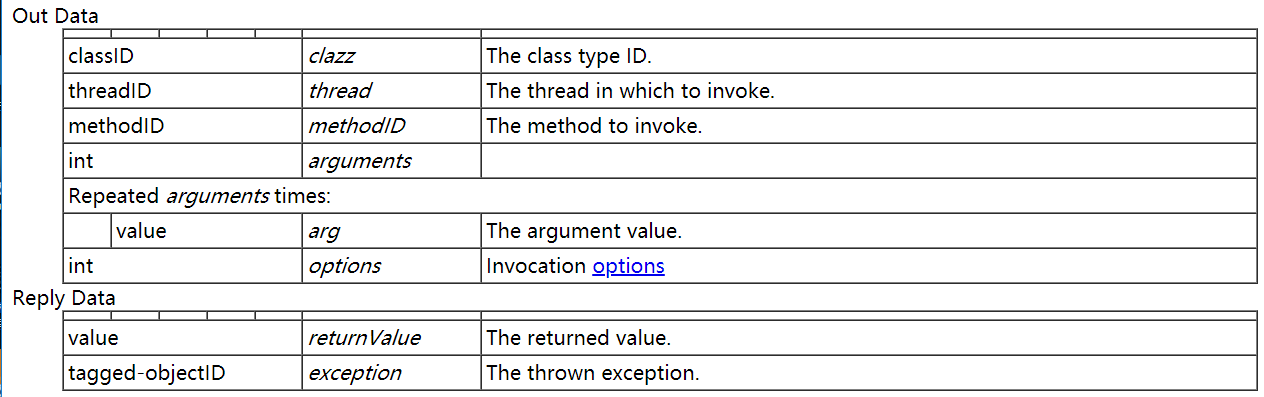 Out Data
classID clazz The class type ID.
threadID thread The thread in which to invoke.
methodID methodID The method to invoke.
int arguments
Repeated arguments times:
value arg The argument value.
int options Invocation options
Reply Data
value returnValue The returned value.
tagged-objectID exception The thrown exception.